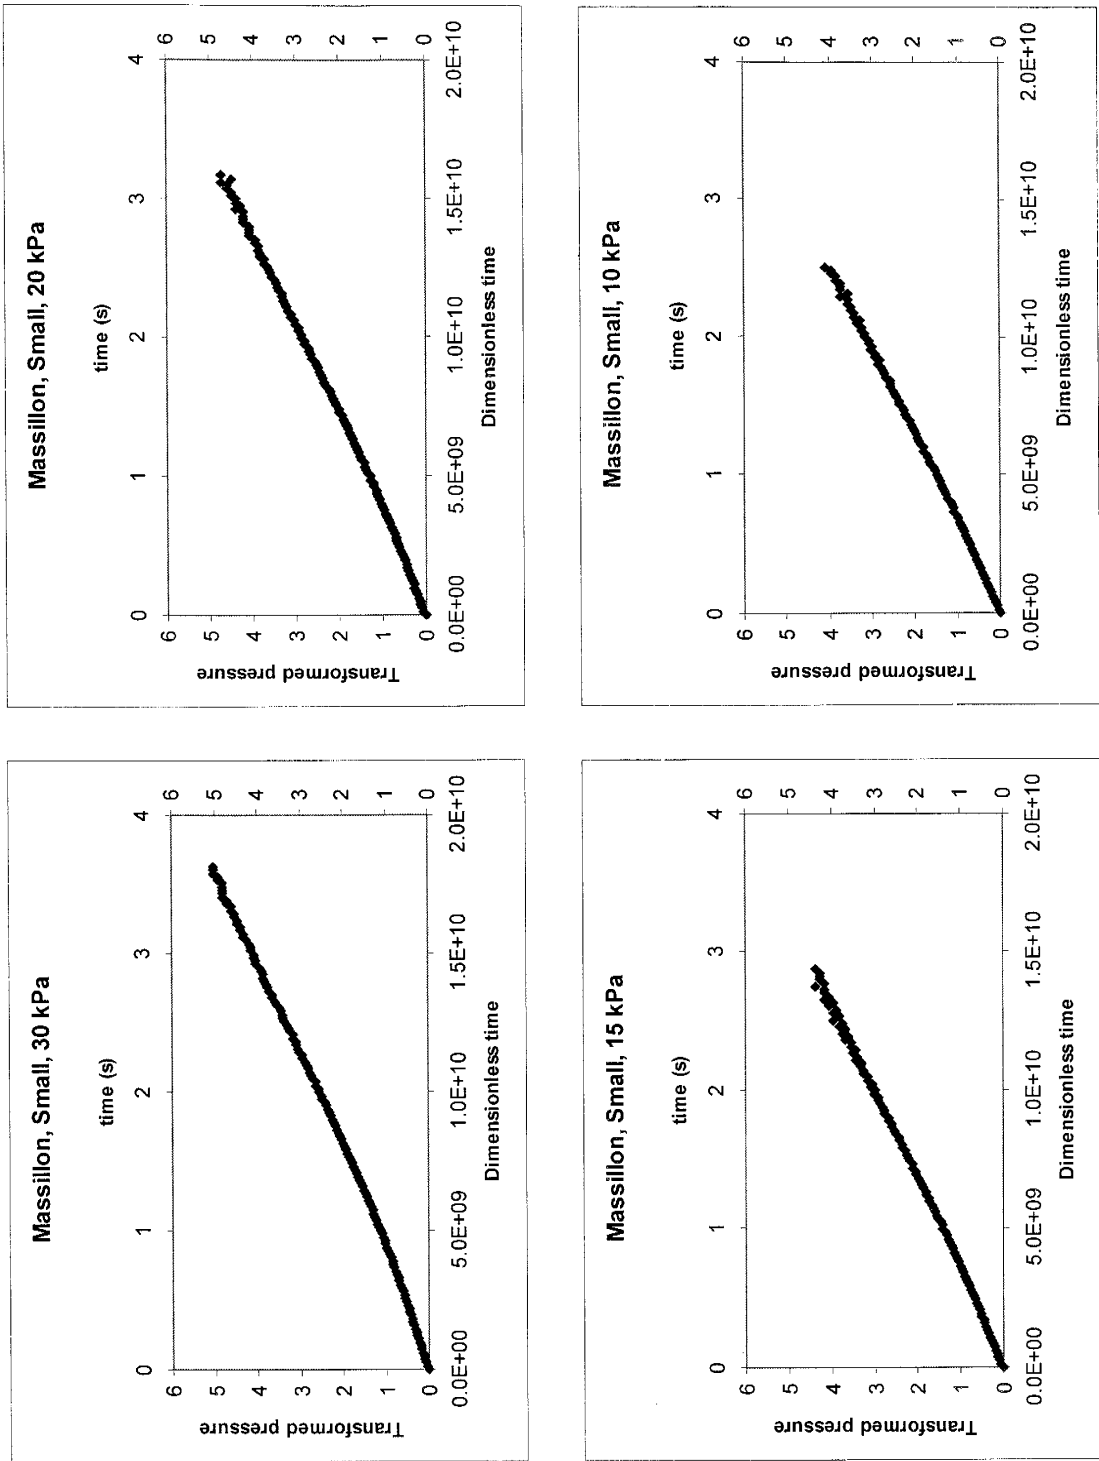 Massillon, Small, 30 kPa
time (s)
0 1 2 3 4
6 6
5 5
4 4
3 3
2 2
1 1
0 0
Transformed pressure
0.0E+00 5.0E+09 1.0E+10 1.5E+10 2.0E+10
Dimensionless time
Massillon, Small, 20 kPa
time (s)
0 1 2 3 4
6 6
5 5
4 4
3 3
2 2
1 1
0 0
Transformed pressure
0.0E+00 5.0E+09 1.0E+10 1.5E+10 2.0E+10
Dimensionless time
Massillon, Small, 15 kPa
time (s)
0 1 2 3 4
6 6
5 5
4 4
3 3
2 2
1 1
0 0
Transformed pressure
0.0E+00 5.0E+09 1.0E+10 1.5E+10 2.0E+10
Dimensionless time
Massillon, Small, 10 kPa
time (s)
0 1 2 3 4
6 6
5 5
4 4
3 3
2 2
1 1
0 0
Transformed pressure
0.0E+00 5.0E+09 1.0E+10 1.5E+10 2.0E+10
Dimensionless time